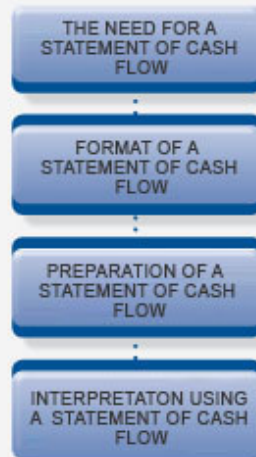 THE NEED FOR A
STATEMENT OF CASH
FLOW
FORMAT OF A
STATEMENT OF CASH
FLOW
PREPARATION OF A
STATEMENT OF CASH
FLOW
INTERPRETATON USING
A STATEMENT OF CASH
FLOW